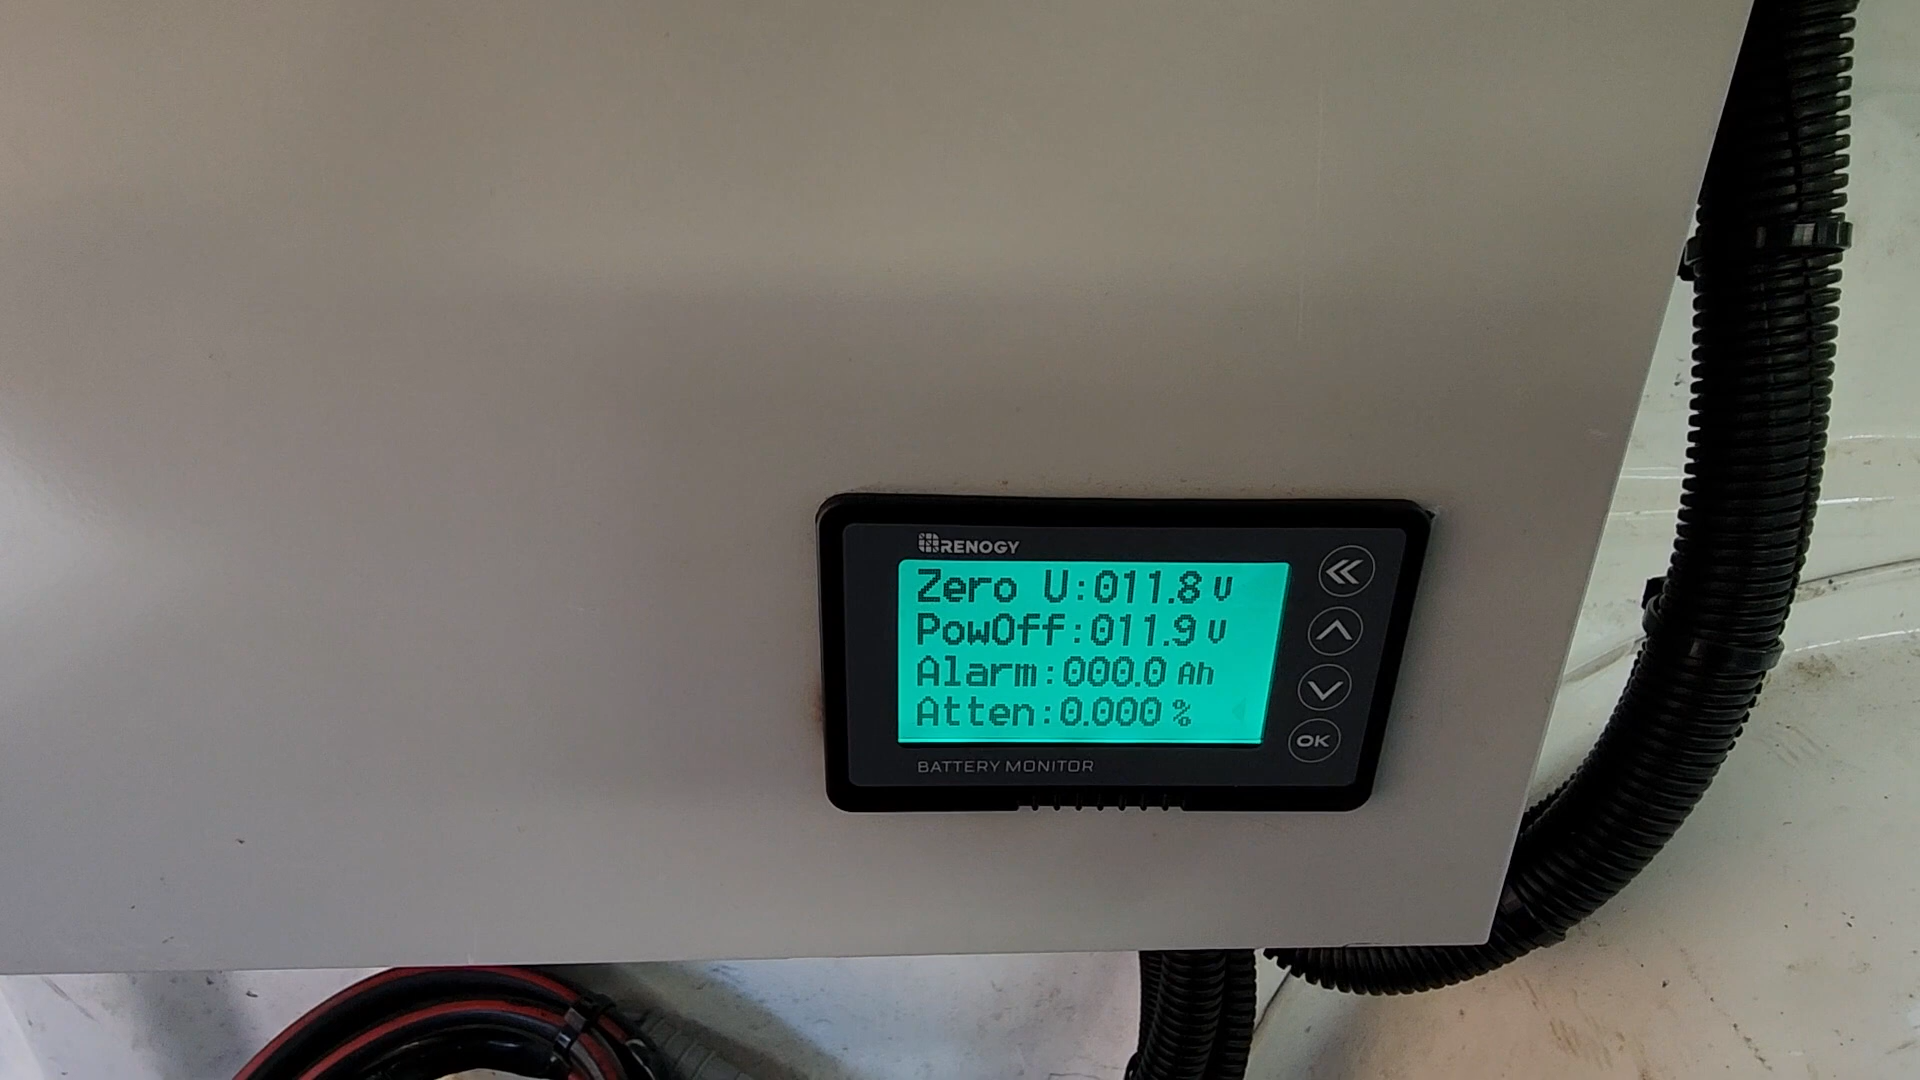 RENOGY
Zero U:011.8 V
PowOff:011.9 V
Alarm:000.0 Ah
Atten:0.000 %
OK
BATTERY MONITOR